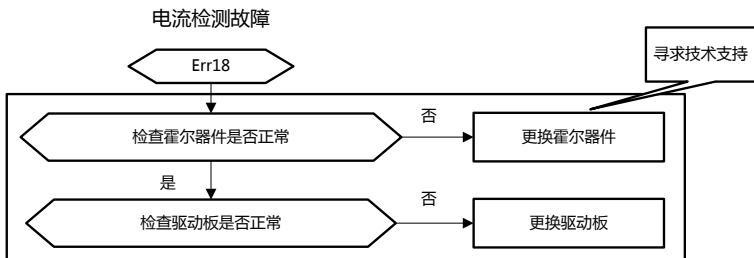 电流检测故障
Err18
寻求技术支持
检查霍尔器件是否正常
否
更换霍尔器件
是
检查驱动板是否正常
否
更换驱动板